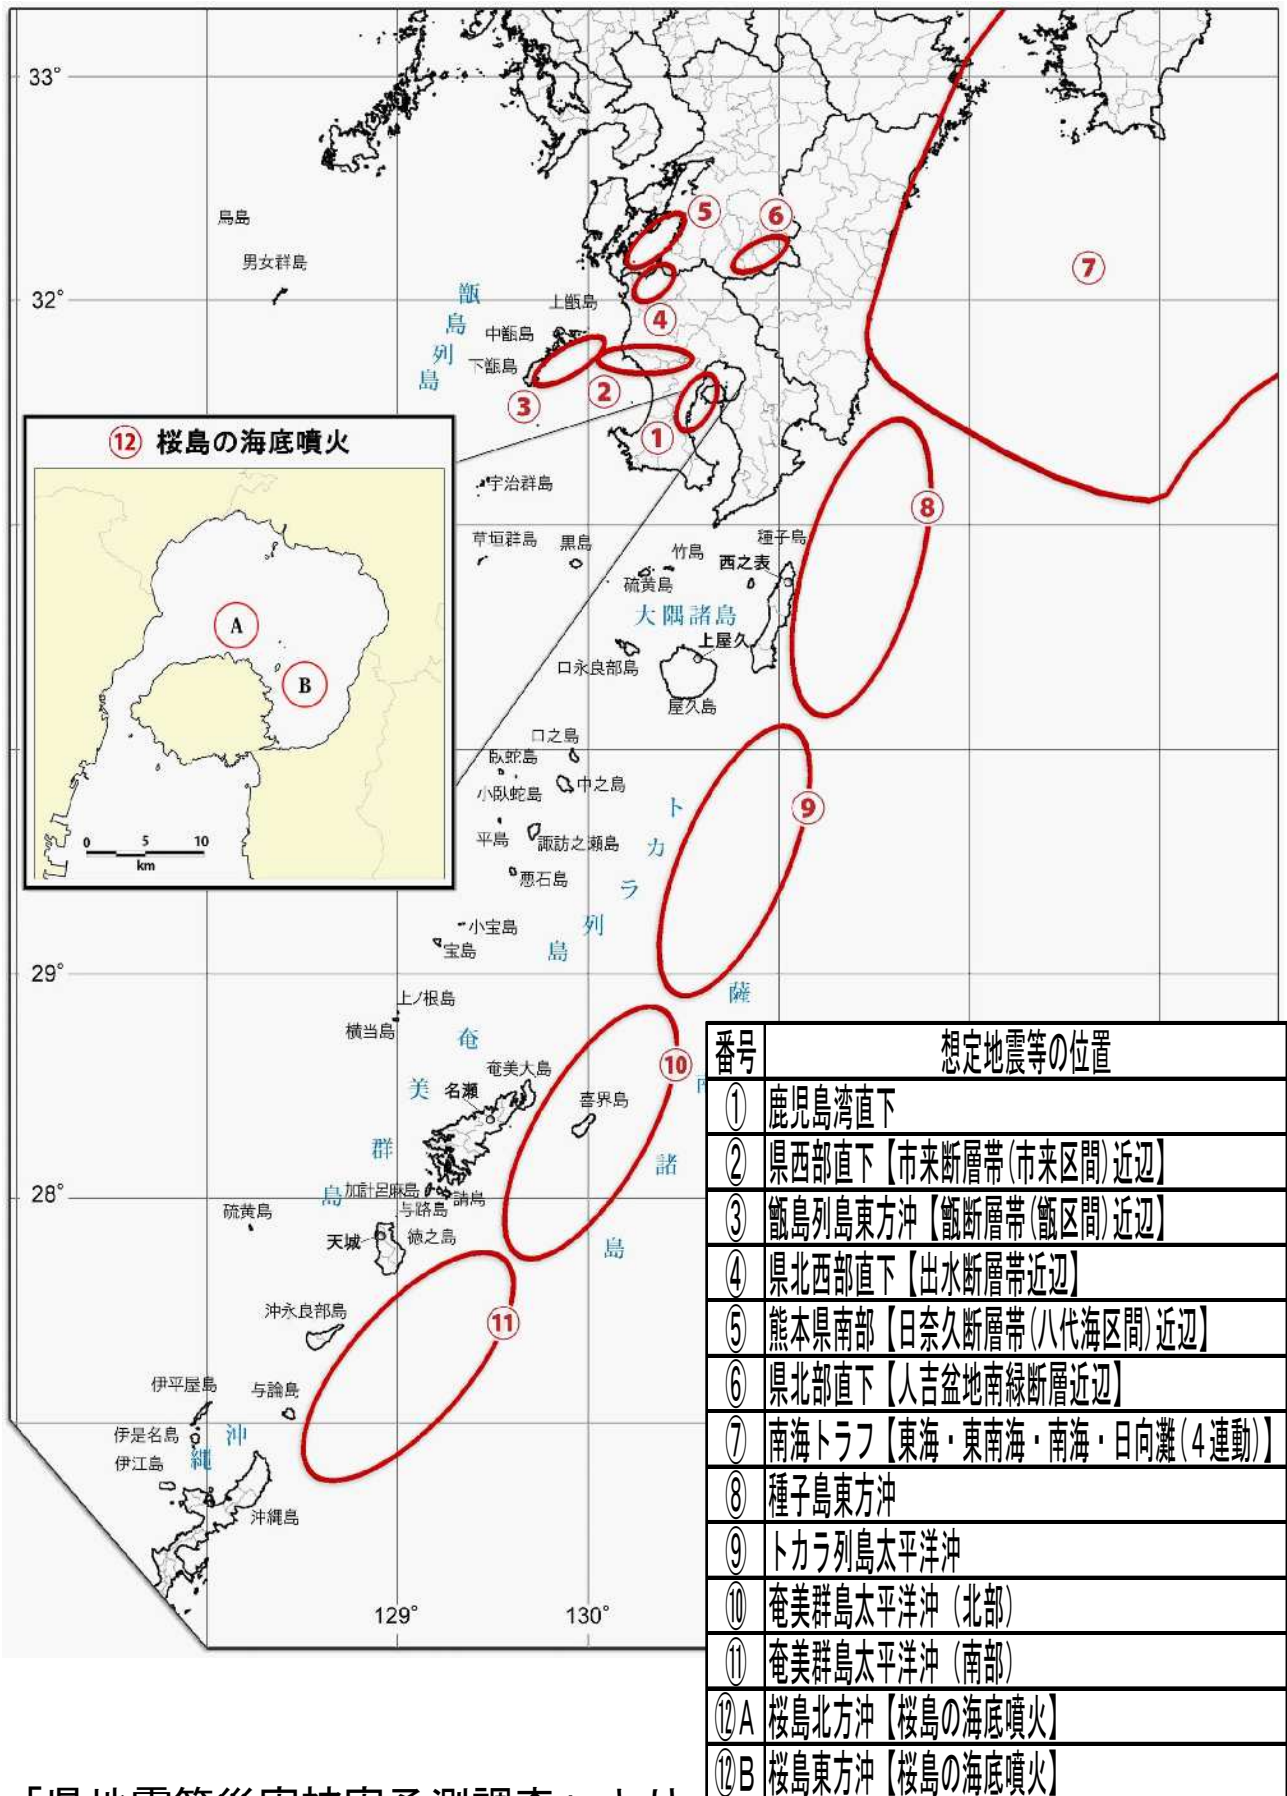 33°
鳥島
男女群島
32°
甑島列島
上甑島
中甑島
下甑島
⑤
⑥
⑦
④
③
②
①
⑫ 桜島の海底噴火
A
B
0 5 10
km
宇治群島
草垣群島
黒島
竹島
硫黄島
種子島
西之表
⑧
大隅諸島
上屋久
口永良部島
屋久島
口之島
臥蛇島
小臥蛇島
中之島
平島
諏訪之瀬島
悪石島
トカラ列島
⑨
小宝島
宝島
29°
上ノ根島
横当島
薩
諸
島
奄美群島
奄美大島
名瀬
喜界島
⑩
28°
加計呂麻島
請島
与路島
硫黄島
天城
徳之島
沖永良部島
⑪
伊平屋島
与論島
伊是名島
沖縄
伊江島
沖縄島
129°
130°
番号 想定地震等の位置
① 鹿児島湾直下
② 県西部直下【市来断層帯(市来区間)近辺】
③ 甑島列島東方沖【甑断層帯(甑区間)近辺】
④ 県北西部直下【出水断層帯近辺】
⑤ 熊本県南部【日奈久断層帯(八代海区間)近辺】
⑥ 県北部直下【人吉盆地南緑断層近辺】
⑦ 南海トラフ【東海・東南海・南海・日向灘(4連動)】
⑧ 種子島東方沖
⑨ トカラ列島太平洋沖
⑩ 奄美群島太平洋沖（北部）
⑪ 奄美群島太平洋沖（南部）
⑫A 桜島北方沖【桜島の海底噴火】
⑫B 桜島東方沖【桜島の海底噴火】